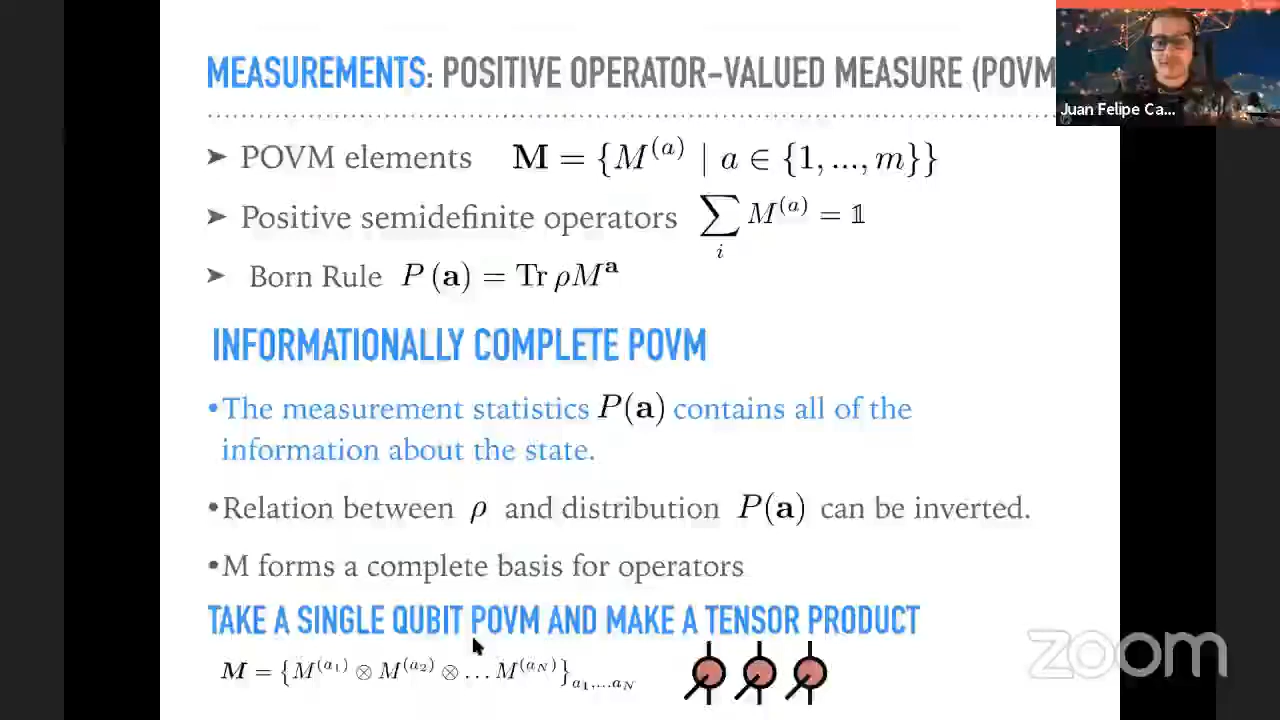 MEASUREMENTS: POSITIVE OPERATOR-VALUED MEASURE (POVM
Juan Felipe Ca...
➤ POVM elements M = {M^(a) | a ∈ {1, ..., m}}
➤ Positive semidefinite operators ∑_i M^(a) = 𝟙
➤ Born Rule P (a) = Tr ρM^a
INFORMATIONALLY COMPLETE POVM
•The measurement statistics P(a) contains all of the
information about the state.
•Relation between ρ and distribution P(a) can be inverted.
•M forms a complete basis for operators
TAKE A SINGLE QUBIT POVM AND MAKE A TENSOR PRODUCT
M = {M^(a_1) ⊗ M^(a_2) ⊗ ... M^(a_N)}_{a_1,...a_N}
zoom